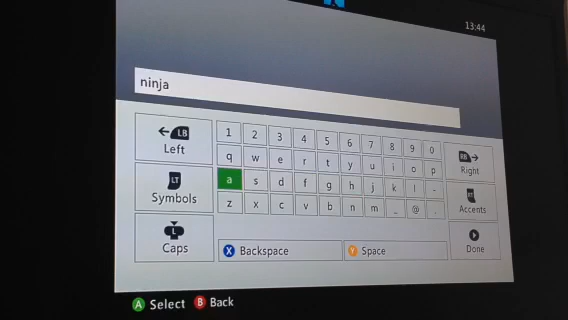 13:44
ninja
LB
Left
1 2 3 4 5 6 7 8 9 0
RB
Right
q w e r t y u i o p
LT
Symbols
a s d f g h j k l -
RT
Accents
z x c v b n m _ @ .
L
Caps
X Backspace
Y Space
Done
A Select B Back